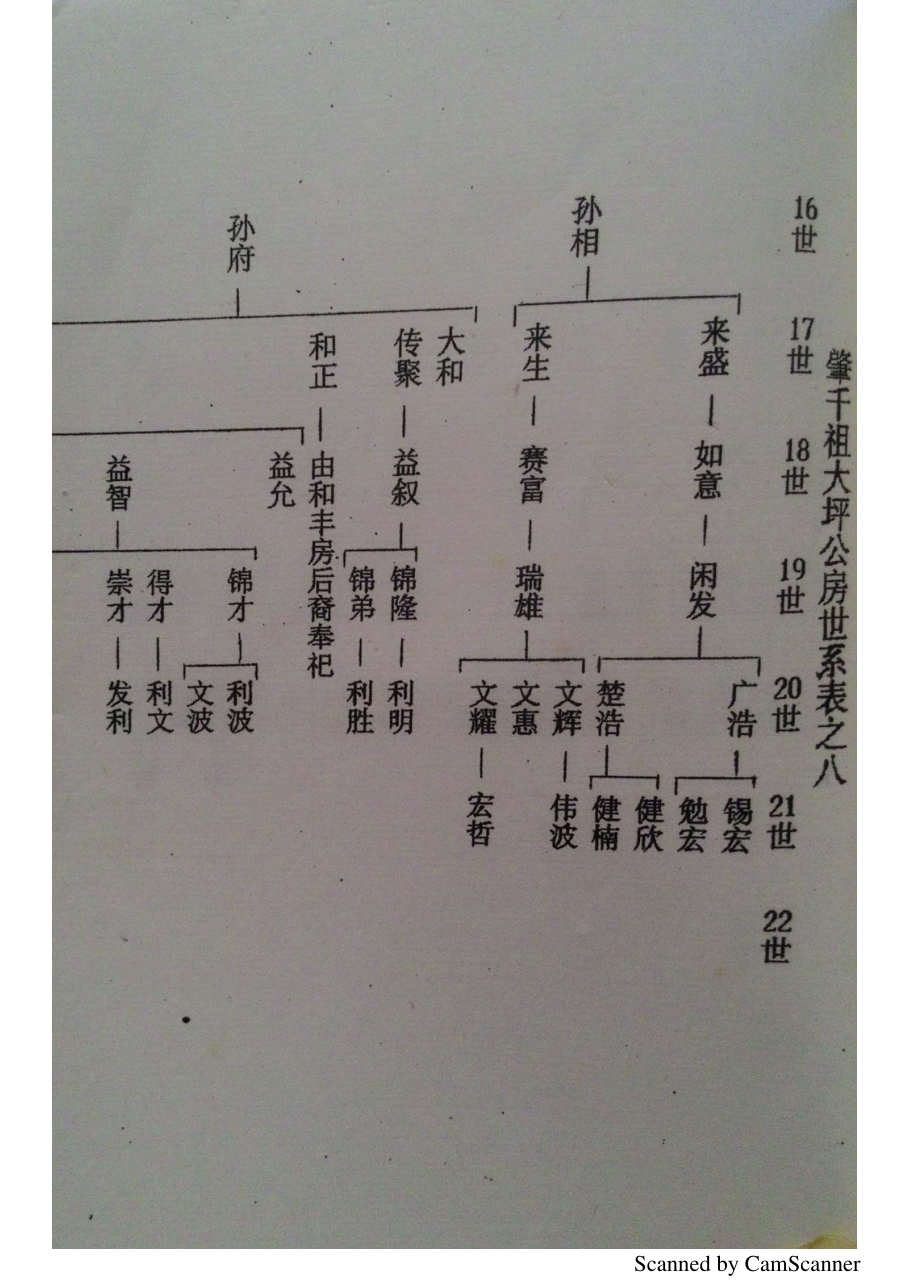 肇千祖大坪公房世系表之八
16世
17世
18世
19世
20世
21世
22世
孙相
孙府
来盛
来生
大和
传聚
和正
如意
赛富
益叙
由和丰房后裔奉祀
益允
益智
闲发
瑞雄
锦隆
锦弟
锦才
得才
崇才
广浩
楚浩
文辉
文惠
文耀
利明
利胜
利波
文波
利文
发利
锡宏
勉宏
健欣
健楠
伟波
宏哲
Scanned by CamScanner